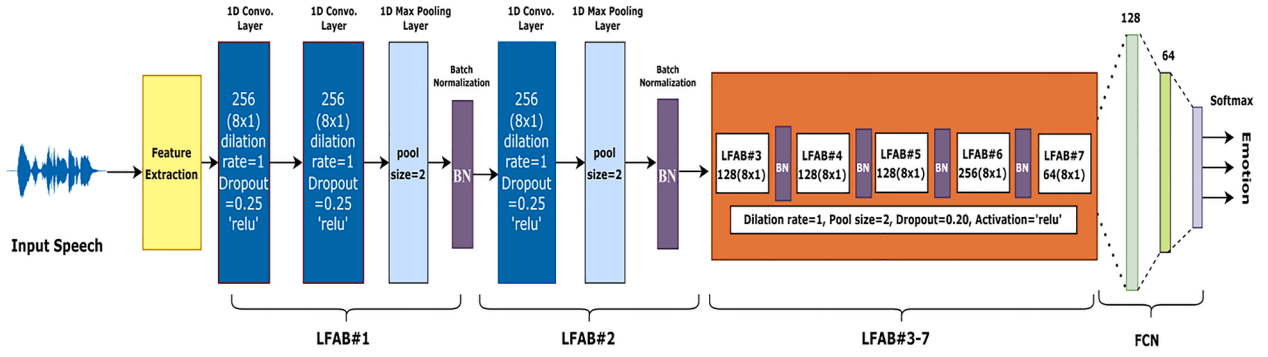 Input Speech
Feature
Extraction
1D Convo.
Layer
256
(8x1)
dilation
rate=1
Dropout
=0.25
'relu'
1D Convo.
Layer
256
(8x1)
dilation
rate=1
Dropout
=0.25
'relu'
1D Max Pooling
Layer
pool
size=2
Batch
Normalization
BN
LFAB#1
1D Convo.
Layer
256
(8x1)
dilation
rate=1
Dropout
=0.25
'relu'
1D Max Pooling
Layer
pool
size=2
Batch
Normalization
BN
LFAB#2
LFAB#3
128(8x1)
BN
LFAB#4
128(8x1)
BN
LFAB#5
128(8x1)
BN
LFAB#6
256(8x1)
BN
LFAB#7
64(8x1)
Dilation rate=1, Pool size=2, Dropout=0.20, Activation='relu'
LFAB#3-7
128
64
Softmax
Emotion
FCN